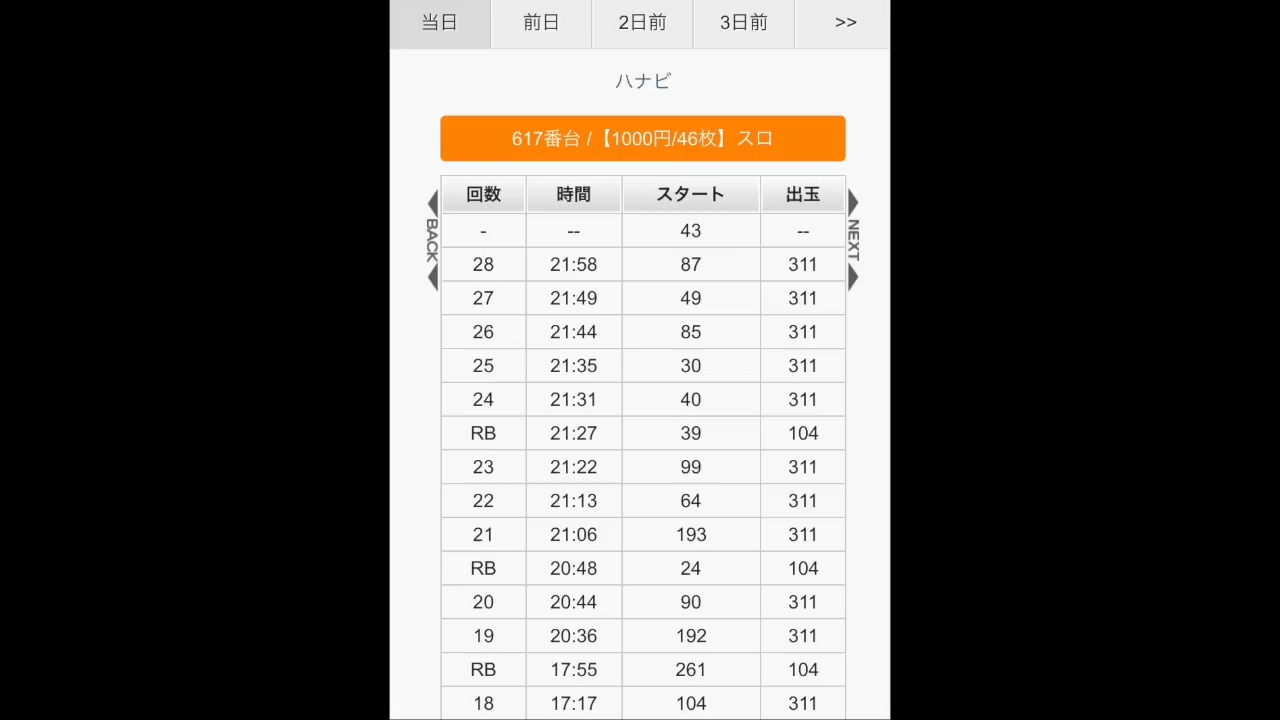 当日 前日 2日前 3日前 >>
ハナビ
617番台 /【1000円/46枚】スロ
回数 時間 スタート 出玉
- -- 43 --
28 21:58 87 311
27 21:49 49 311
26 21:44 85 311
25 21:35 30 311
24 21:31 40 311
RB 21:27 39 104
23 21:22 99 311
22 21:13 64 311
21 21:06 193 311
RB 20:48 24 104
20 20:44 90 311
19 20:36 192 311
RB 17:55 261 104
18 17:17 104 311
BACK
NEXT